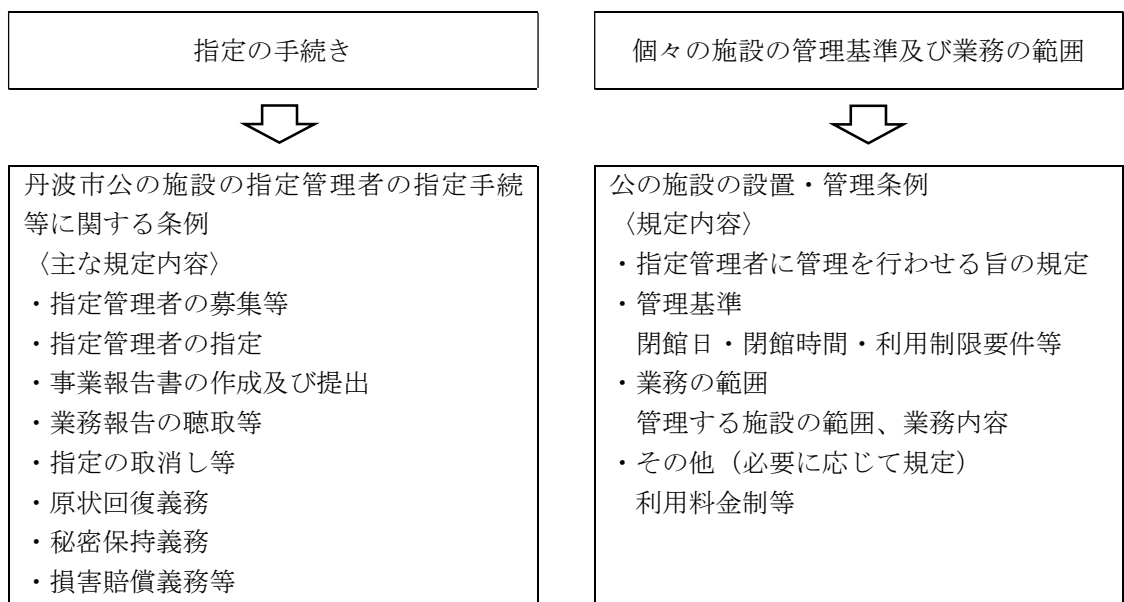 指定の手続き
個々の施設の管理基準及び業務の範囲
丹波市公の施設の指定管理者の指定手続
等に関する条例
〈主な規定内容〉
・指定管理者の募集等
・指定管理者の指定
・事業報告書の作成及び提出
・業務報告の聴取等
・指定の取消し等
・原状回復義務
・秘密保持義務
・損害賠償義務等
公の施設の設置・管理条例
〈規定内容〉
・指定管理者に管理を行わせる旨の規定
・管理基準
閉館日・閉館時間・利用制限要件等
・業務の範囲
管理する施設の範囲、業務内容
・その他（必要に応じて規定）
利用料金制等